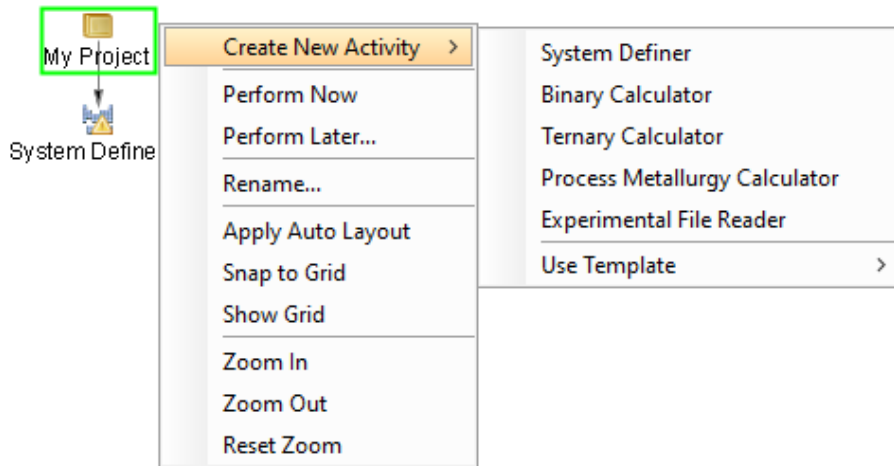 My Project
System Define
Create New Activity >
Perform Now
Perform Later...
Rename...
Apply Auto Layout
Snap to Grid
Show Grid
Zoom In
Zoom Out
Reset Zoom
System Definer
Binary Calculator
Ternary Calculator
Process Metallurgy Calculator
Experimental File Reader
Use Template >